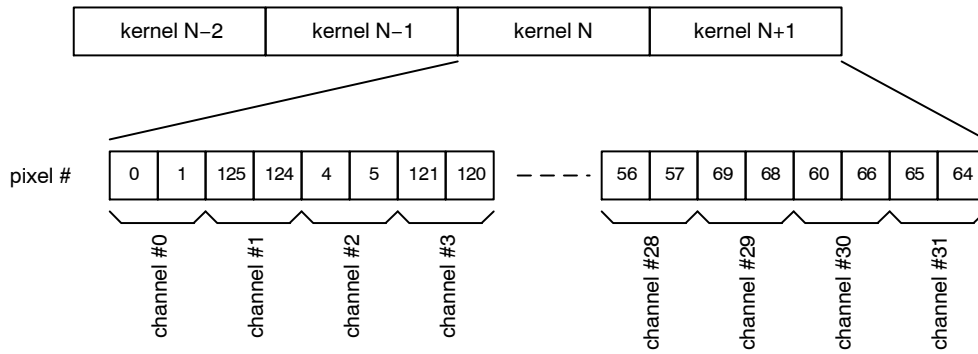 kernel N−2 kernel N−1 kernel N kernel N+1
pixel # 0 1 125 124 4 5 121 120 56 57 69 68 60 66 65 64
channel #0 channel #1 channel #2 channel #3 channel #28 channel #29 channel #30 channel #31